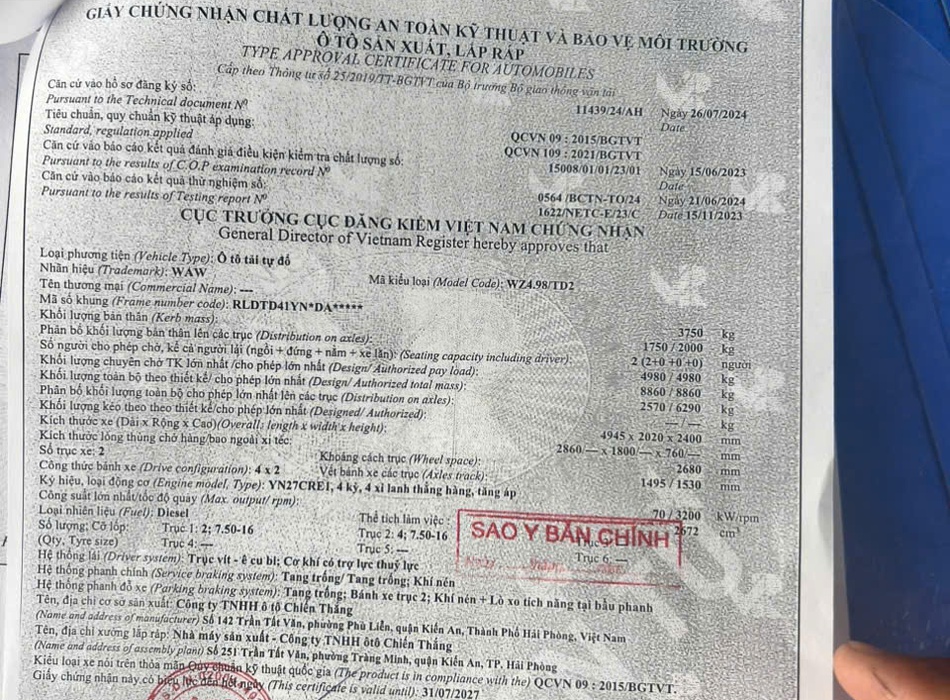 GIẤY CHỨNG NHẬN CHẤT LƯỢNG AN TOÀN KỸ THUẬT VÀ BẢO VỆ MÔI TRƯỜNG
Ô TÔ SẢN XUẤT, LẮP RÁP
TYPE APPROVAL CERTIFICATE FOR AUTOMOBILES
Cấp theo Thông tư số 25/2019/TT-BGTVT của Bộ trưởng Bộ giao thông vận tải
Căn cứ vào hồ sơ đăng ký số: 11439/24/AH Ngày 26/07/2024
Pursuant to the Technical document Nº Date
Tiêu chuẩn, quy chuẩn kỹ thuật áp dụng: QCVN 09 : 2015/BGTVT
Standard, regulation applied QCVN 109 : 2021/BGTVT
Căn cứ vào báo cáo kết quả đánh giá điều kiện kiểm tra chất lượng số: 15008/01/01/23/01 Ngày 15/06/2023
Pursuant to the results of C.O.P examination record Nº Date
Căn cứ vào báo cáo kết quả thử nghiệm số: 0564 /BCTN-TO/24 Ngày 21/06/2024
Pursuant to the results of Testing report Nº 1622/NETC-E/23/C Date 15/11/2023
CỤC TRƯỞNG CỤC ĐĂNG KIỂM VIỆT NAM CHỨNG NHẬN
General Director of Vietnam Register hereby approves that
Loại phương tiện (Vehicle Type): Ô tô tải tự đổ
Nhãn hiệu (Trademark): WAW Mã kiểu loại (Model Code): WZ4.98/TD2
Tên thương mại (Commercial Name): ---
Mã số khung (Frame number code): RLDTD41YN*DA*****
Khối lượng bản thân (Kerb mass): 3750 kg
Phân bố khối lượng bản thân lên các trục (Distribution on axles): 1750 / 2000 kg
Số người cho phép chở, kể cả người lái (ngồi + đứng + nằm + xe lăn): (Seating capacity including driver): 2 (2+0 +0 +0) người
Khối lượng chuyên chở TK lớn nhất /cho phép lớn nhất (Design/ Authorized pay load): 4980 / 4980 kg
Khối lượng toàn bộ theo thiết kế/ cho phép lớn nhất (Design/ Authorized total mass): 8860 / 8860 kg
Phân bố khối lượng toàn bộ cho phép lớn nhất lên các trục (Distribution on axles): 2570 / 6290 kg
Khối lượng kéo theo theo thiết kế/cho phép lớn nhất (Designed/ Authorized): ---/--- kg
Kích thước xe (Dài x Rộng x Cao)(Overall: length x width x height): 4945 x 2020 x 2400 mm
Kích thước lòng thùng chở hàng/bao ngoài xi téc: 2860/--- x 1800/--- x 760/--- mm
Số trục xe: 2 Khoảng cách trục (Wheel space): 2680 mm
Công thức bánh xe (Drive configuration): 4 x 2 Vết bánh xe các trục (Axles track): 1495 / 1530 mm
Ký hiệu, loại động cơ (Engine model, Type): YN27CRE1, 4 kỳ, 4 xi lanh thẳng hàng, tăng áp
Công suất lớn nhất/tốc độ quay (Max. output/ rpm): 70 / 3200 kW/rpm
Loại nhiên liệu (Fuel): Diesel Thể tích làm việc : 2672 cm³
Số lượng; Cỡ lốp: Trục 1: 2; 7.50-16 Trục 2: 4; 7.50-16
(Qty, Tyre size) Trục 4: --- Trục 5: --- Trục 6
SAO Y BẢN CHÍNH
Hệ thống lái (Driver system): Trục vít - ê cu bi; Cơ khí có trợ lực thuỷ lực
Hệ thống phanh chính (Service braking system): Tang trống/ Tang trống; Khí nén
Hệ thống phanh đỗ xe (Parking braking system): Tang trống; Bánh xe trục 2; Khí nén + Lò xo tích năng tại bầu phanh
Tên, địa chỉ cơ sở sản xuất: Công ty TNHH ô tô Chiến Thắng
(Name and address of manufacturer) Số 142 Trần Tất Văn, phường Phù Liễn, quận Kiến An, Thành Phố Hải Phòng, Việt Nam
Tên, địa chỉ xưởng lắp ráp: Nhà máy sản xuất - Công ty TNHH ôtô Chiến Thắng
(Name and address of assembly plant) Số 251 Trần Tất Văn, phường Tràng Minh, quận Kiến An, TP. Hải Phòng
Kiểu loại xe nói trên thỏa mãn Quy chuẩn kỹ thuật quốc gia (The product is in compliance with the) QCVN 09 : 2015/BGTVT.
Giấy chứng nhận này có hiệu lực đến hết ngày (This certificate is valid until): 31/07/2027